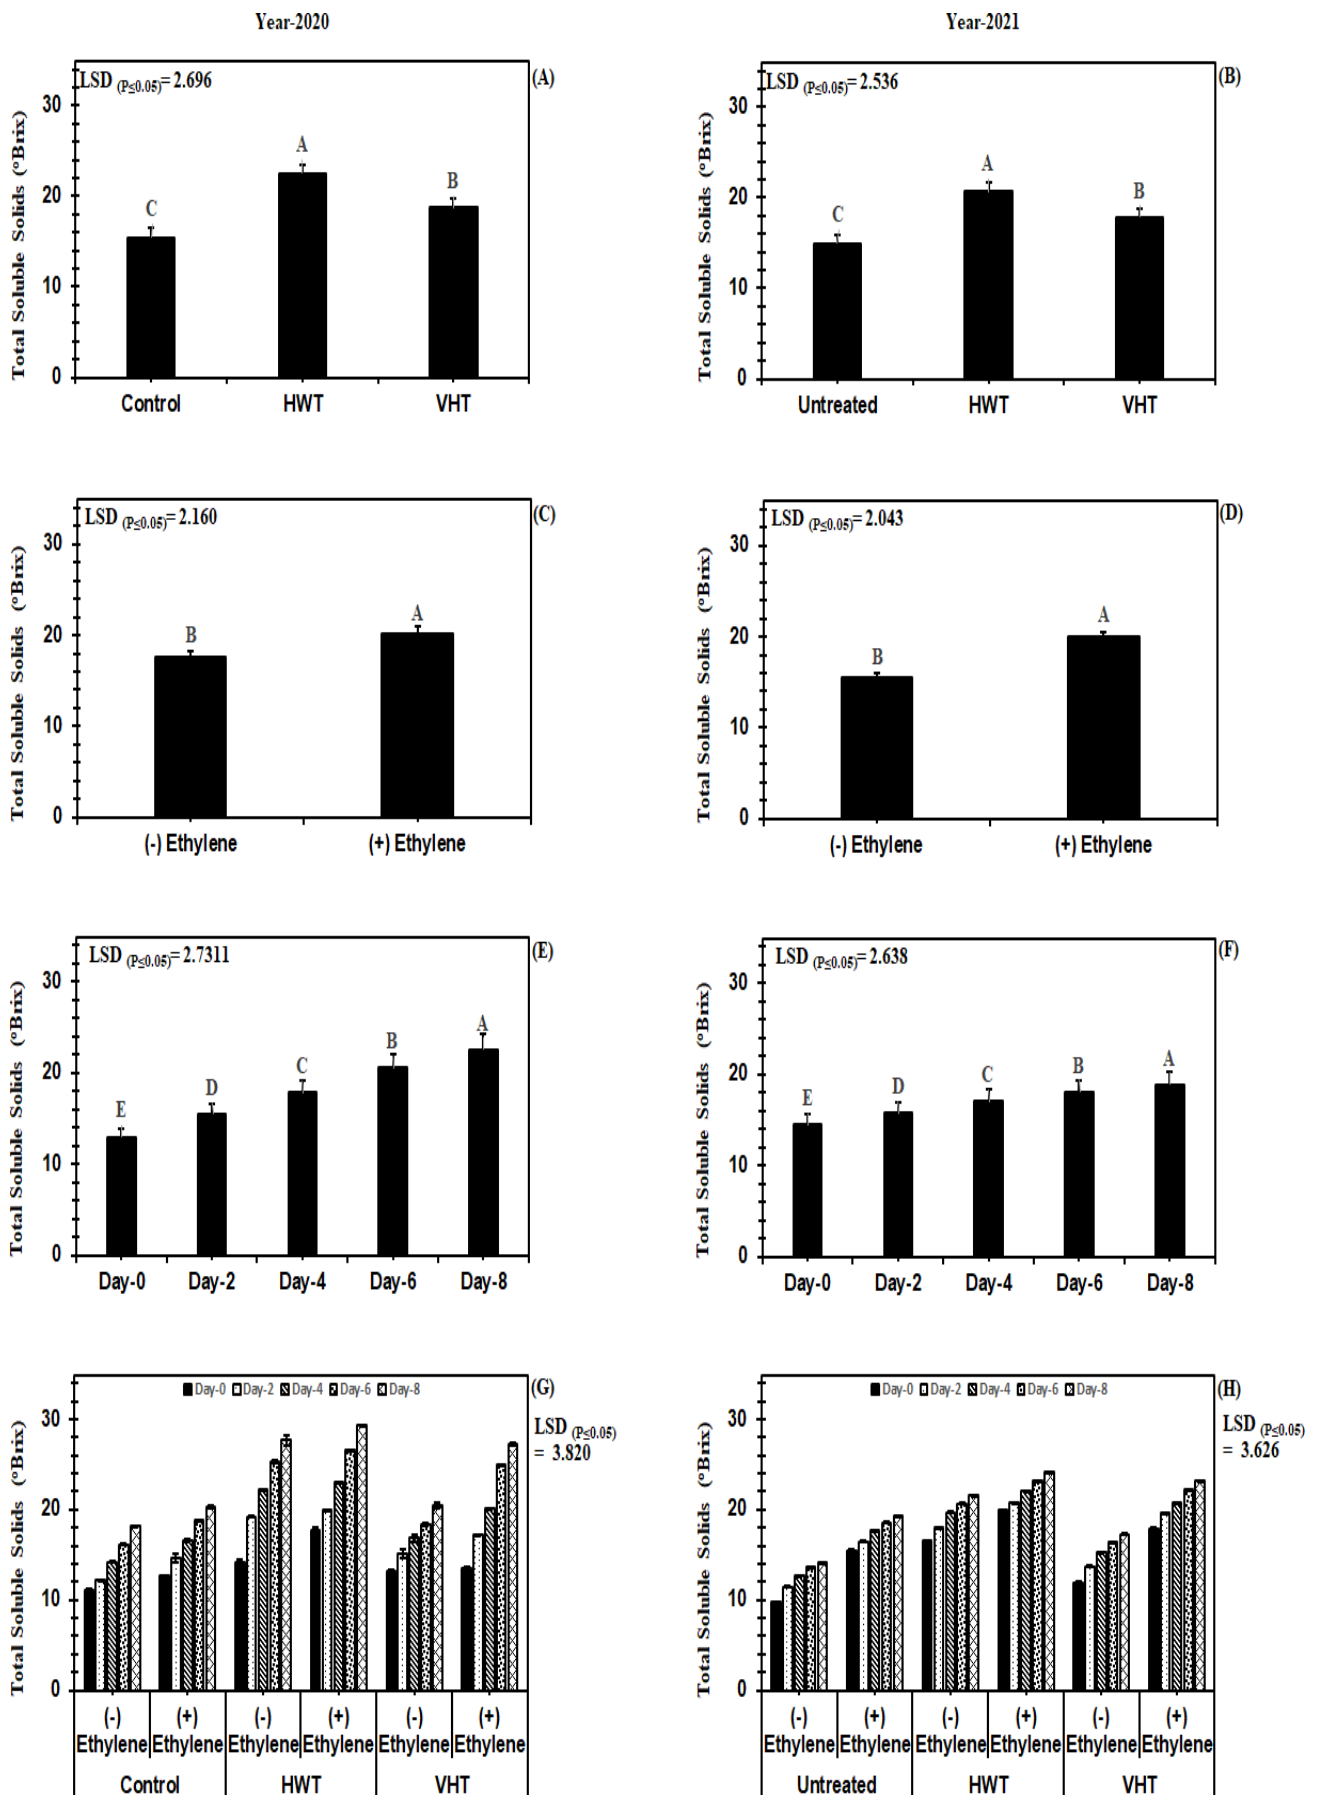 Year-2020
Year-2021
LSD (P≤0.05)= 2.696
(A)
Total Soluble Solids (°Brix)
30
20
10
0
C
A
B
Control
HWT
VHT
LSD (P≤0.05)= 2.536
(B)
Total Soluble Solids (°Brix)
30
20
10
0
C
A
B
Untreated
HWT
VHT
LSD (P≤0.05)= 2.160
(C)
Total Soluble Solids (°Brix)
30
20
10
0
B
A
(-) Ethylene
(+) Ethylene
LSD (P≤0.05)= 2.043
(D)
Total Soluble Solids (°Brix)
30
20
10
0
B
A
(-) Ethylene
(+) Ethylene
LSD (P≤0.05)= 2.7311
(E)
Total Soluble Solids (°Brix)
30
20
10
0
E
D
C
B
A
Day-0
Day-2
Day-4
Day-6
Day-8
LSD (P≤0.05)= 2.638
(F)
Total Soluble Solids (°Brix)
30
20
10
0
E
D
C
B
A
Day-0
Day-2
Day-4
Day-6
Day-8
Day-0 Day-2 Day-4 Day-6 Day-8
(G)
LSD (P≤0.05)
= 3.820
Total Soluble Solids (°Brix)
30
20
10
0
(-) (+) (-) (+) (-) (+)
Ethylene Ethylene Ethylene Ethylene Ethylene Ethylene
Control HWT VHT
Day-0 Day-2 Day-4 Day-6 Day-8
(H)
LSD (P≤0.05)
= 3.626
Total Soluble Solids (°Brix)
30
20
10
0
(-) (+) (-) (+) (-) (+)
Ethylene Ethylene Ethylene Ethylene Ethylene Ethylene
Untreated HWT VHT